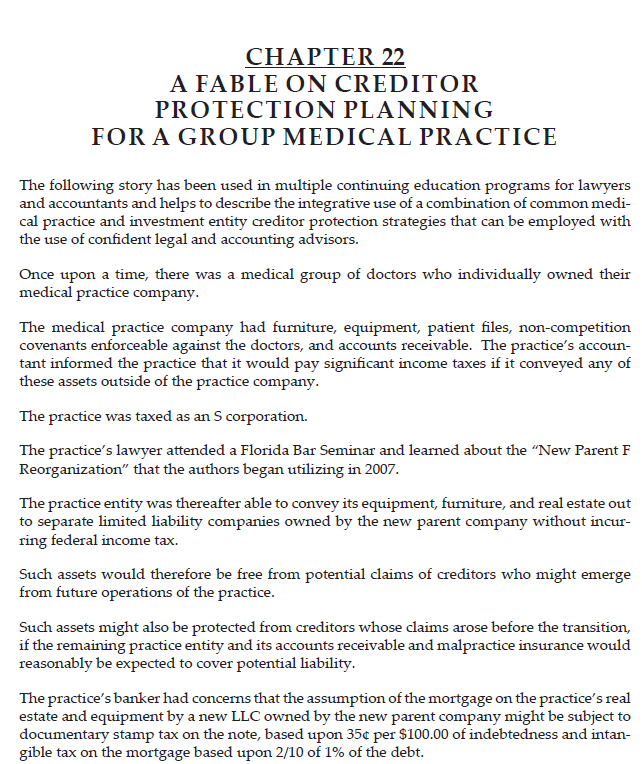 CHAPTER 22
A FABLE ON CREDITOR
PROTECTION PLANNING
FOR A GROUP MEDICAL PRACTICE
The following story has been used in multiple continuing education programs for lawyers
and accountants and helps to describe the integrative use of a combination of common medi-
cal practice and investment entity creditor protection strategies that can be employed with
the use of confident legal and accounting advisors.
Once upon a time, there was a medical group of doctors who individually owned their
medical practice company.
The medical practice company had furniture, equipment, patient files, non-competition
covenants enforceable against the doctors, and accounts receivable.  The practice's accoun-
tant informed the practice that it would pay significant income taxes if it conveyed any of
these assets outside of the practice company.
The practice was taxed as an S corporation.
The practice's lawyer attended a Florida Bar Seminar and learned about the "New Parent F
Reorganization" that the authors began utilizing in 2007.
The practice entity was thereafter able to convey its equipment, furniture, and real estate out
to separate limited liability companies owned by the new parent company without incur-
ring federal income tax.
Such assets would therefore be free from potential claims of creditors who might emerge
from future operations of the practice.
Such assets might also be protected from creditors whose claims arose before the transition,
if the remaining practice entity and its accounts receivable and malpractice insurance would
reasonably be expected to cover potential liability.
The practice's banker had concerns that the assumption of the mortgage on the practice's real
estate and equipment by a new LLC owned by the new parent company might be subject to
documentary stamp tax on the note, based upon 35¢ per $100.00 of indebtedness and intan-
gible tax on the mortgage based upon 2/10 of 1% of the debt.